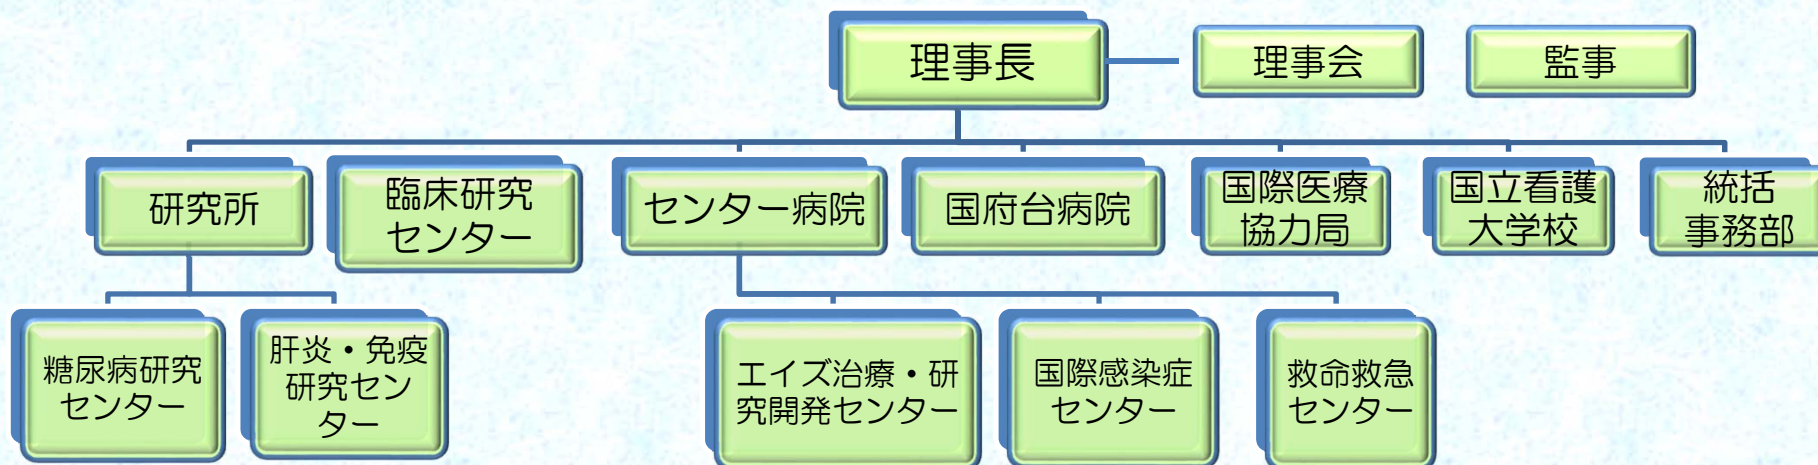 理事長
理事会
監事
研究所
臨床研究
センター
センター病院
国府台病院
国際医療
協力局
国立看護
大学校
統括
事務部
糖尿病研究
センター
肝炎・免疫
研究セン
ター
エイズ治療・研
究開発センター
国際感染症
センター
救命救急
センター